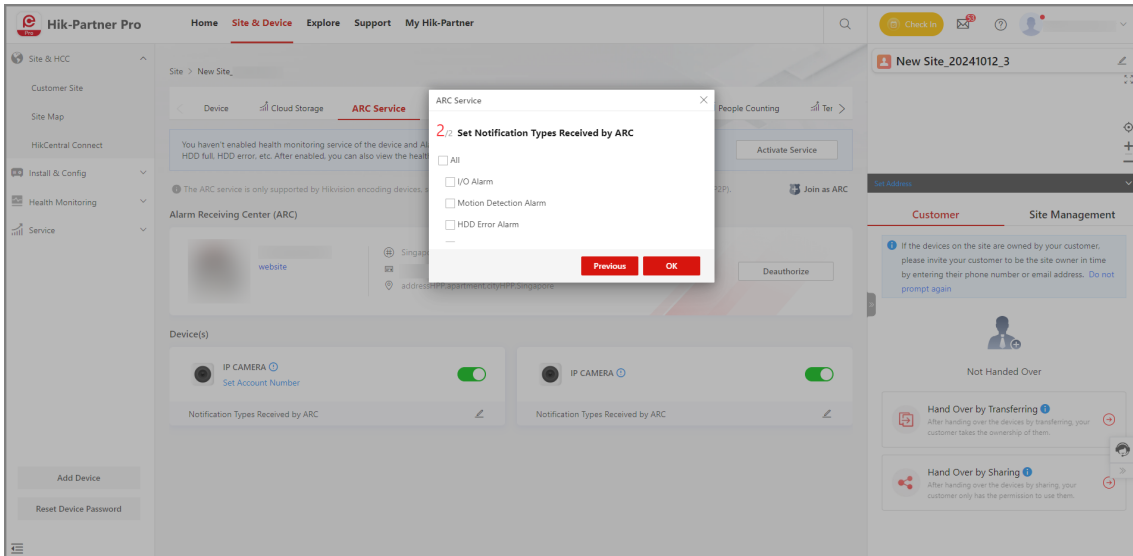 Hik-Partner Pro
Home Site & Device Explore Support My Hik-Partner
Check In
53
Site & HCC
Customer Site
Site Map
HikCentral Connect
Install & Config
Health Monitoring
Service
Add Device
Reset Device Password
Site > New Site_
Device Cloud Storage ARC Service
People Counting Ter
You haven't enabled health monitoring service of the device and Al
HDD full, HDD error, etc. After enabled, you can also view the healt
Activate Service
The ARC service is only supported by Hikvision encoding devices,
P2P).
Join as ARC
Alarm Receiving Center (ARC)
website
Singap
addressHPP,apartment,cityHPP,Singapore
Deauthorize
Device(s)
IP CAMERA
Set Account Number
Notification Types Received by ARC
IP CAMERA
Notification Types Received by ARC
ARC Service
2/2 Set Notification Types Received by ARC
All
I/O Alarm
Motion Detection Alarm
HDD Error Alarm
Previous OK
New Site_20241012_3
Set Address
Customer Site Management
If the devices on the site are owned by your customer,
please invite your customer to be the site owner in time
by entering their phone number or email address. Do not
prompt again
Not Handed Over
Hand Over by Transferring
After handing over the devices by transferring, your
customer takes the ownership of them.
Hand Over by Sharing
After handing over the devices by sharing, your
customer only has the permission to use them.